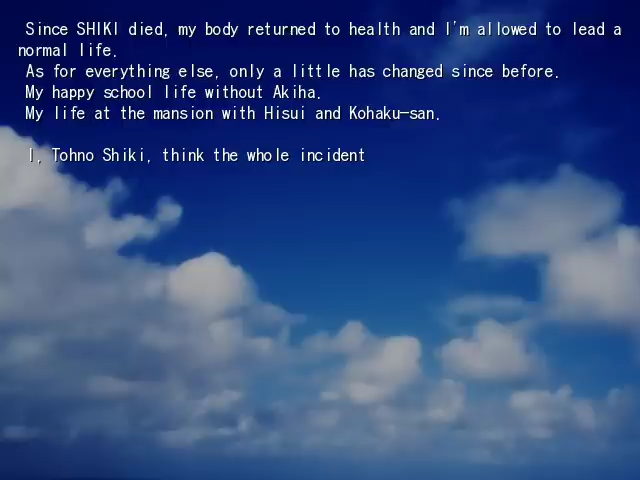 Since SHIKI died, my body returned to health and I'm allowed to lead a
normal life.
As for everything else, only a little has changed since before.
My happy school life without Akiha.
My life at the mansion with Hisui and Kohaku-san.
I, Tohno Shiki, think the whole incident